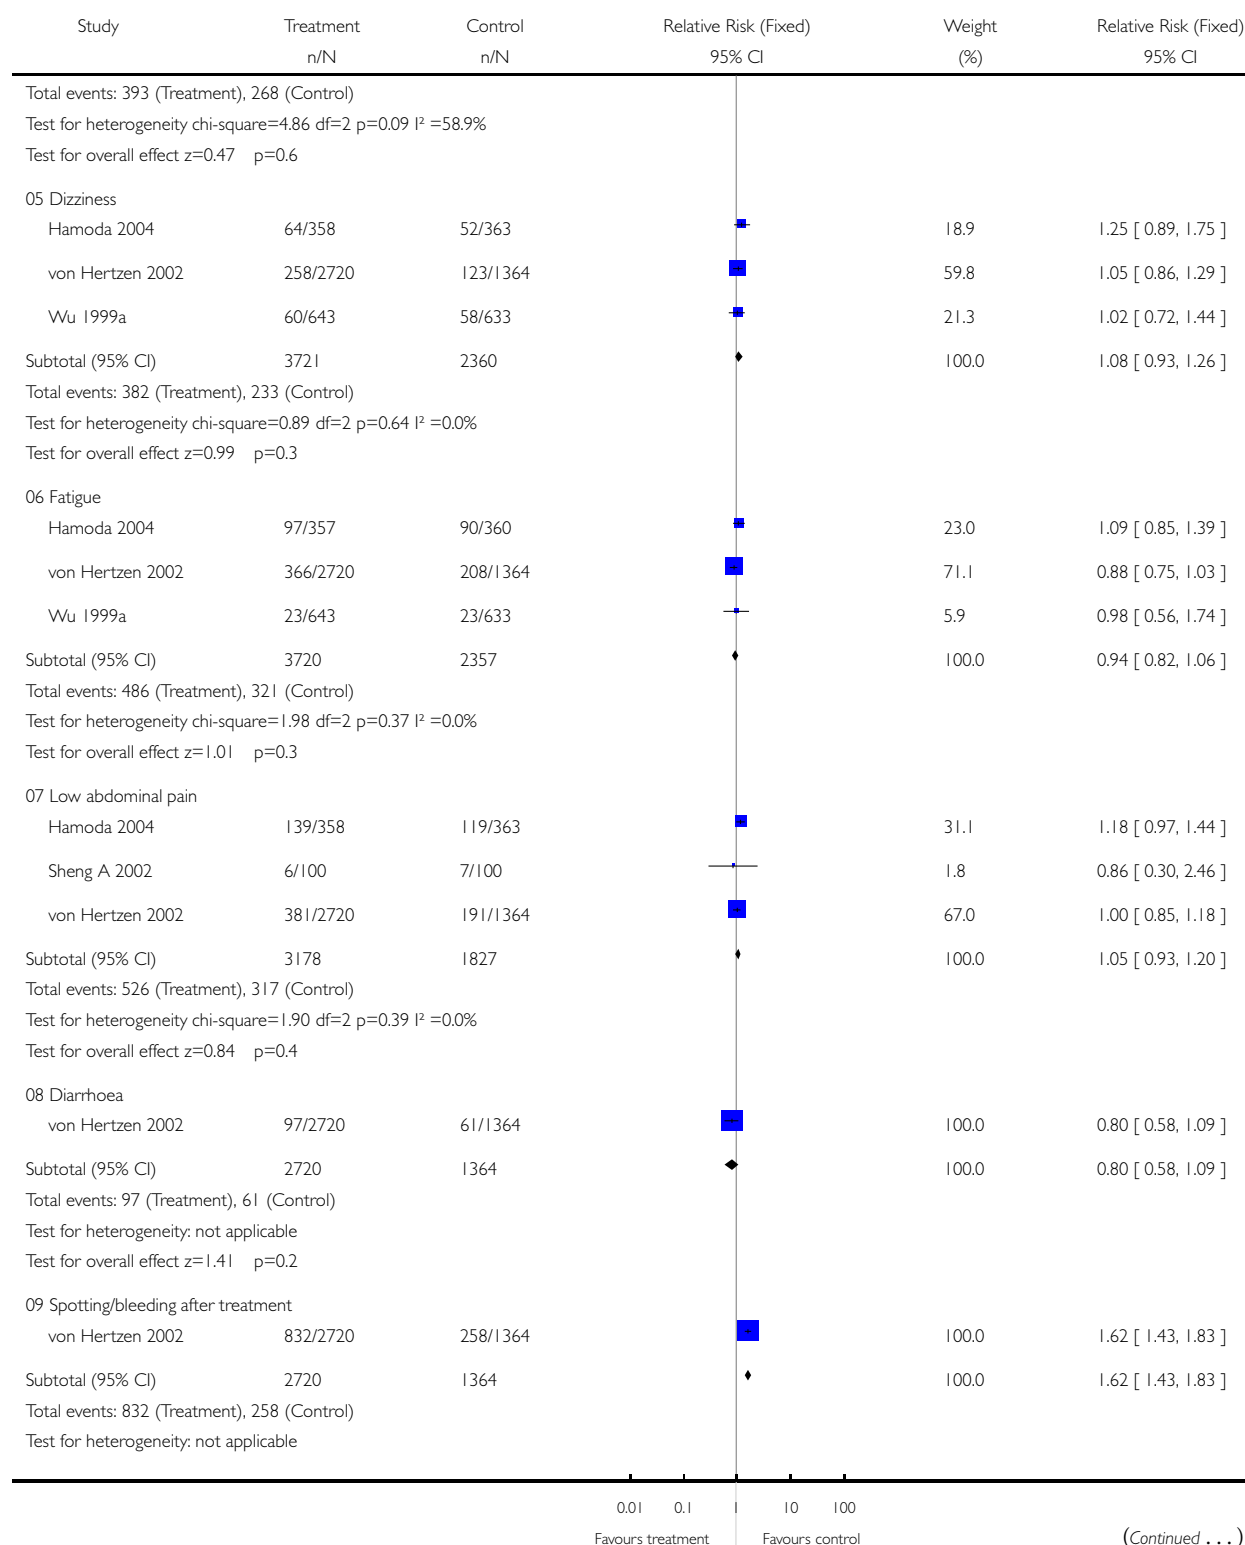 Study Treatment Control Relative Risk (Fixed) Weight Relative Risk (Fixed)
n/N n/N 95% CI (%) 95% CI
Total events: 393 (Treatment), 268 (Control)
Test for heterogeneity chi-square=4.86 df=2 p=0.09 I² =58.9%
Test for overall effect z=0.47 p=0.6
05 Dizziness
Hamoda 2004 64/358 52/363 18.9 1.25 [ 0.89, 1.75 ]
von Hertzen 2002 258/2720 123/1364 59.8 1.05 [ 0.86, 1.29 ]
Wu 1999a 60/643 58/633 21.3 1.02 [ 0.72, 1.44 ]
Subtotal (95% CI) 3721 2360 100.0 1.08 [ 0.93, 1.26 ]
Total events: 382 (Treatment), 233 (Control)
Test for heterogeneity chi-square=0.89 df=2 p=0.64 I² =0.0%
Test for overall effect z=0.99 p=0.3
06 Fatigue
Hamoda 2004 97/357 90/360 23.0 1.09 [ 0.85, 1.39 ]
von Hertzen 2002 366/2720 208/1364 71.1 0.88 [ 0.75, 1.03 ]
Wu 1999a 23/643 23/633 5.9 0.98 [ 0.56, 1.74 ]
Subtotal (95% CI) 3720 2357 100.0 0.94 [ 0.82, 1.06 ]
Total events: 486 (Treatment), 321 (Control)
Test for heterogeneity chi-square=1.98 df=2 p=0.37 I² =0.0%
Test for overall effect z=1.01 p=0.3
07 Low abdominal pain
Hamoda 2004 139/358 119/363 31.1 1.18 [ 0.97, 1.44 ]
Sheng A 2002 6/100 7/100 1.8 0.86 [ 0.30, 2.46 ]
von Hertzen 2002 381/2720 191/1364 67.0 1.00 [ 0.85, 1.18 ]
Subtotal (95% CI) 3178 1827 100.0 1.05 [ 0.93, 1.20 ]
Total events: 526 (Treatment), 317 (Control)
Test for heterogeneity chi-square=1.90 df=2 p=0.39 I² =0.0%
Test for overall effect z=0.84 p=0.4
08 Diarrhoea
von Hertzen 2002 97/2720 61/1364 100.0 0.80 [ 0.58, 1.09 ]
Subtotal (95% CI) 2720 1364 100.0 0.80 [ 0.58, 1.09 ]
Total events: 97 (Treatment), 61 (Control)
Test for heterogeneity: not applicable
Test for overall effect z=1.41 p=0.2
09 Spotting/bleeding after treatment
von Hertzen 2002 832/2720 258/1364 100.0 1.62 [ 1.43, 1.83 ]
Subtotal (95% CI) 2720 1364 100.0 1.62 [ 1.43, 1.83 ]
Total events: 832 (Treatment), 258 (Control)
Test for heterogeneity: not applicable
0.01 0.1 1 10 100
Favours treatment Favours control (Continued . . . )